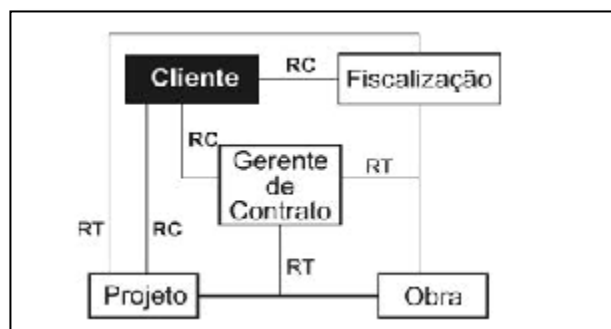 Cliente
RC
Fiscalização
RC
Gerente
de
Contrato
RT
RT
RC
RT
Projeto
Obra